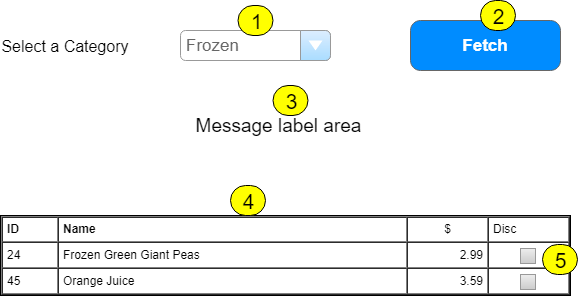 1
2
Select a Category Frozen Fetch
3
Message label area
4
ID Name $ Disc
24 Frozen Green Giant Peas 2.99 5
45 Orange Juice 3.59